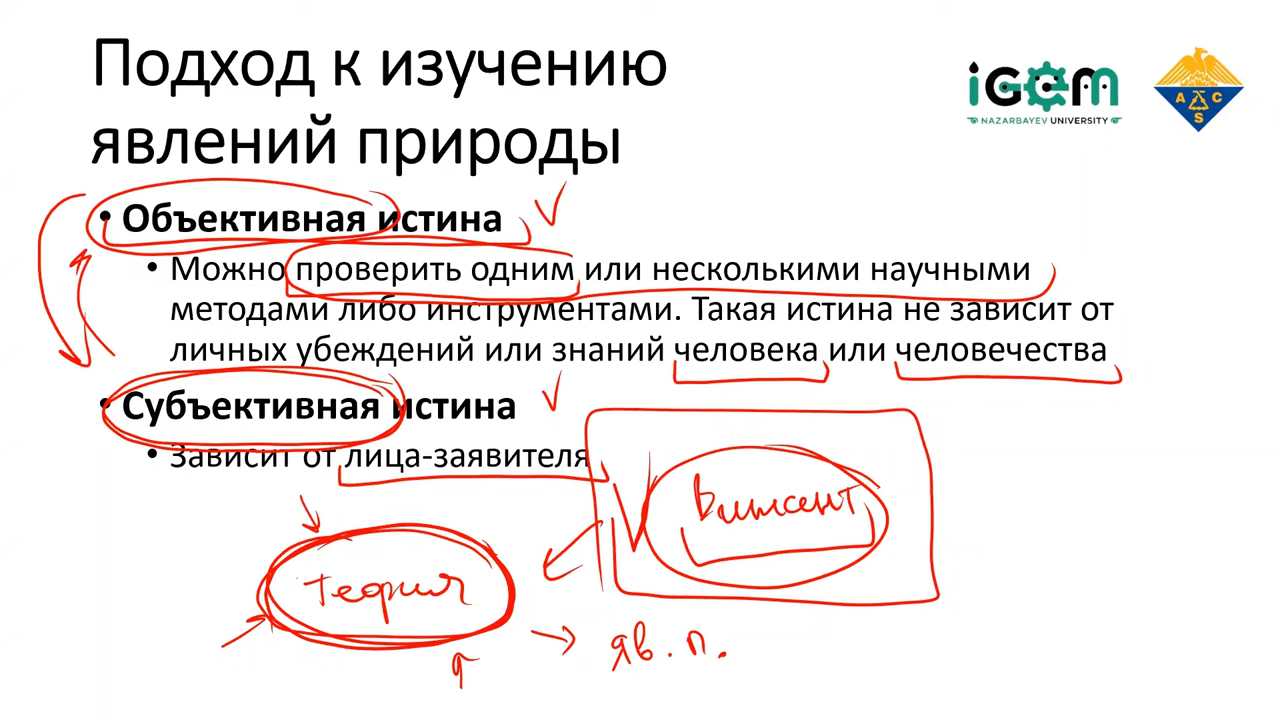 Подход к изучению
явлений природы
iGEM
NAZARBAYEV UNIVERSITY
A C
S
• Объективная истина
• Можно проверить одним или несколькими научными
методами либо инструментами. Такая истина не зависит от
личных убеждений или знаний человека или человечества
• Субъективная истина
• Зависит от лица-заявителя
теория
яв. п.